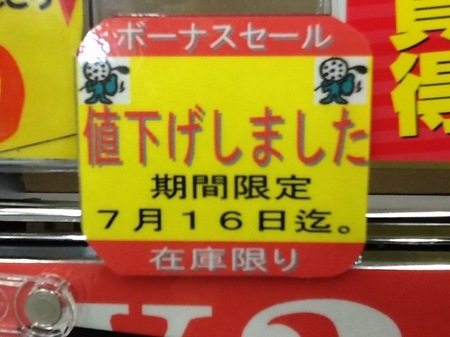 ボーナスセール
値下げしました
期間限定
7月16日迄。
在庫限り
得